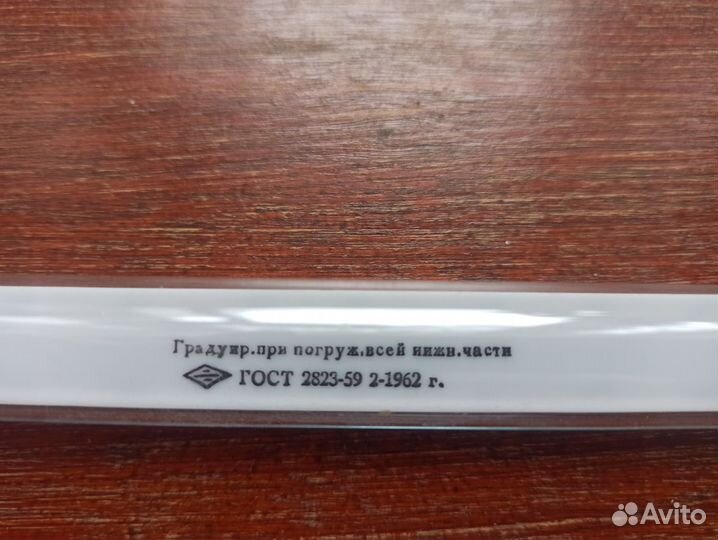 Градуир.при погруж.всей нижн.части
ГОСТ 2823-59 2-1962 г.
Avito